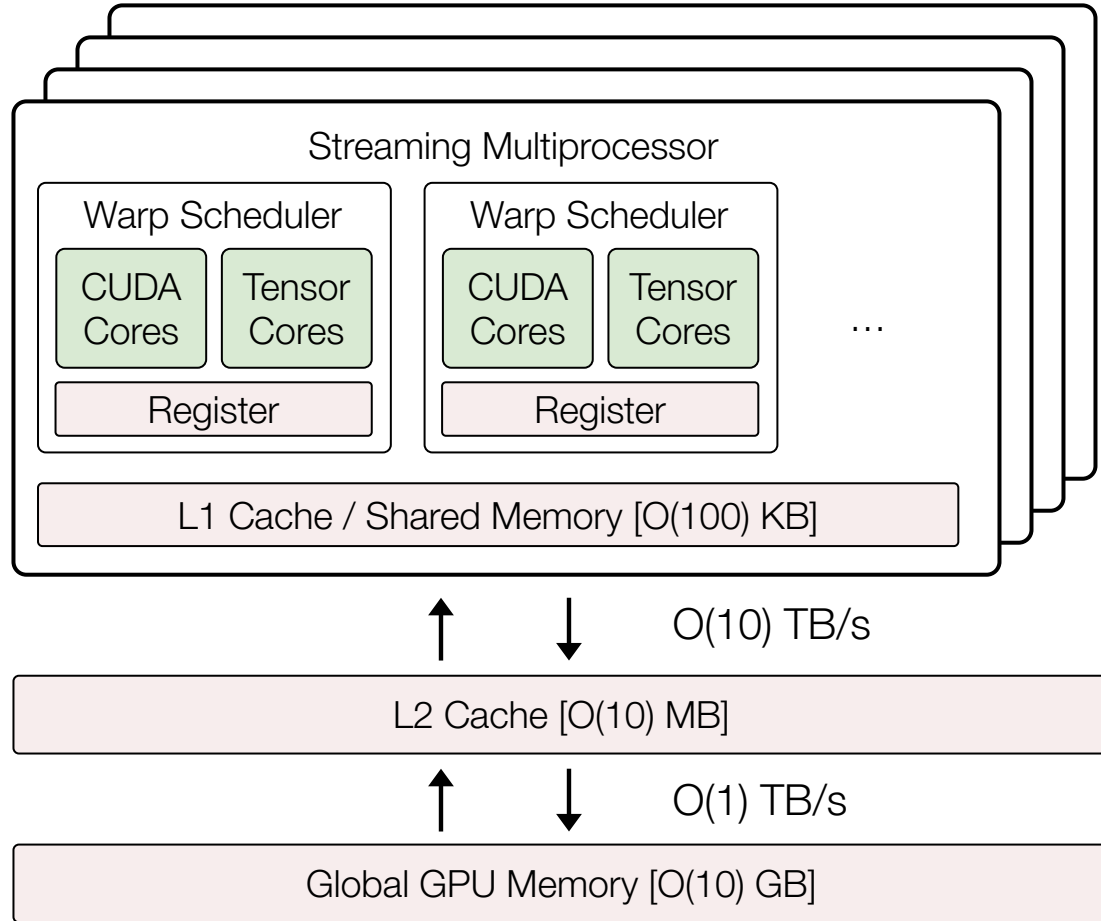 Streaming Multiprocessor
Warp Scheduler
CUDA
Cores
Tensor
Cores
Register
Warp Scheduler
CUDA
Cores
Tensor
Cores
Register
...
L1 Cache / Shared Memory [O(100) KB]
O(10) TB/s
L2 Cache [O(10) MB]
O(1) TB/s
Global GPU Memory [O(10) GB]